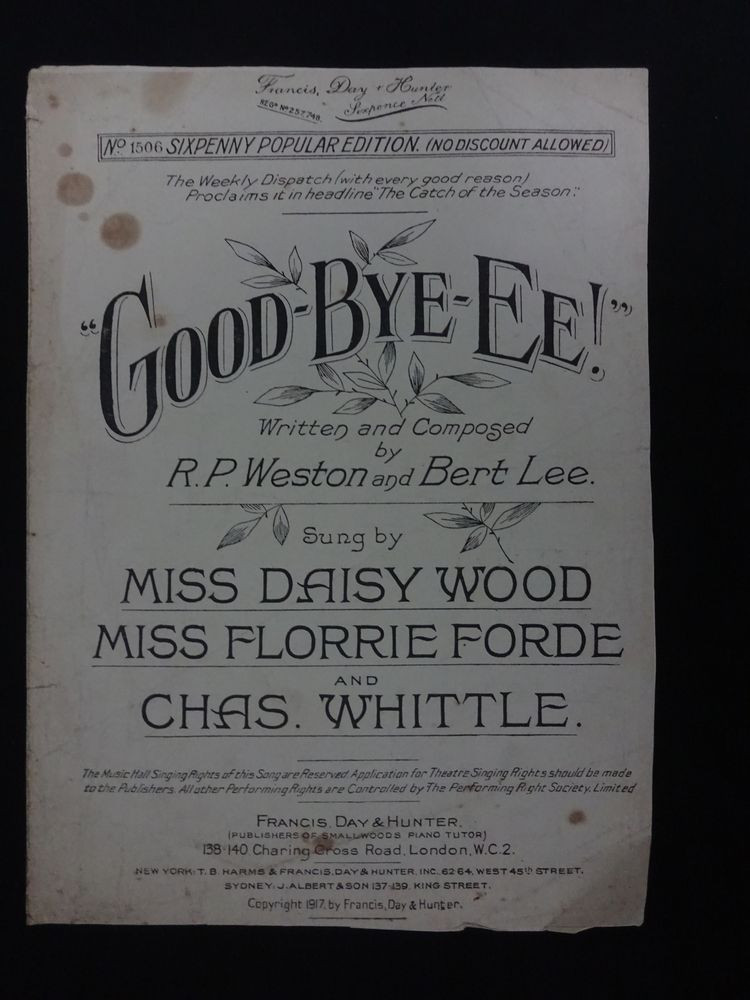 Francis, Day & Hunter
REGD No 257,748.
Sixpence Nett
No. 1506 SIXPENNY POPULAR EDITION. (NO DISCOUNT ALLOWED)
The Weekly Dispatch (with every good reason)
Proclaims it in headline "The Catch of the Season."
"GOOD-BYE-EE!"
Written and Composed
by
R.P. Weston and Bert Lee.
Sung by
MISS DAISY WOOD
MISS FLORRIE FORDE
AND
CHAS. WHITTLE.
The Music Hall Singing Rights of this Song are Reserved. Application for Theatre Singing Rights should be made
to the Publishers. All other Performing Rights are Controlled by The Performing Right Society, Limited
FRANCIS, DAY & HUNTER,
(PUBLISHERS OF SMALLWOODS PIANO TUTOR)
138-140 Charing Cross Road, London, W.C.2.
NEW YORK: T. B. HARMS & FRANCIS, DAY & HUNTER, INC. 62-64, WEST 45th STREET.
SYDNEY: J. ALBERT & SON 137-139, KING STREET.
Copyright 1917, by Francis, Day & Hunter.